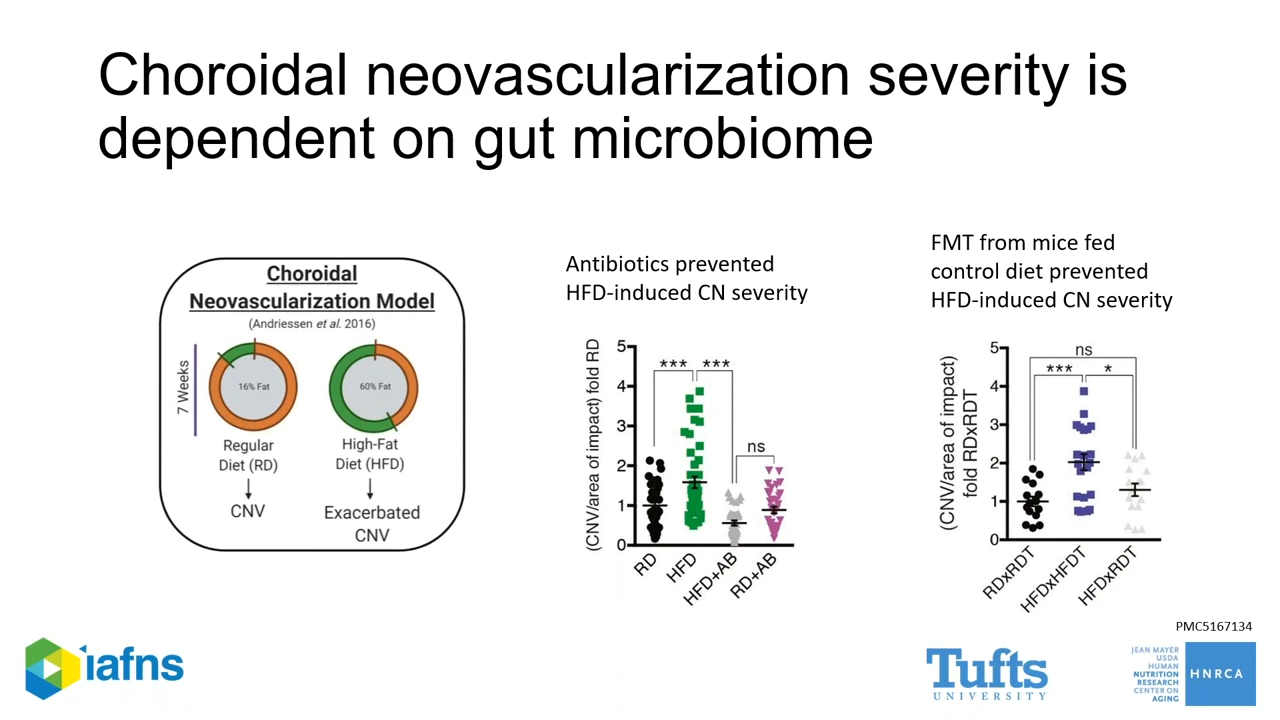 Choroidal neovascularization severity is
dependent on gut microbiome
Choroidal
Neovascularization Model
(Andriessen et al. 2016)
7 Weeks
16% Fat
60% Fat
Regular
Diet (RD)
High-Fat
Diet (HFD)
CNV
Exacerbated
CNV
Antibiotics prevented
HFD-induced CN severity
(CNV/area of impact) fold RD
5
4
3
2
1
0
***
***
ns
RD
HFD
HFD+AB
RD+AB
FMT from mice fed
control diet prevented
HFD-induced CN severity
(CNV/area of impact)
fold RDxRDT
5
4
3
2
1
0
ns
***
*
RDxRDT
HFDxHFDT
HFDxRDT
PMC5167134
iafns
Tufts
UNIVERSITY
JEAN MAYER
USDA
HUMAN
NUTRITION
RESEARCH
CENTER ON
AGING
HNRCA